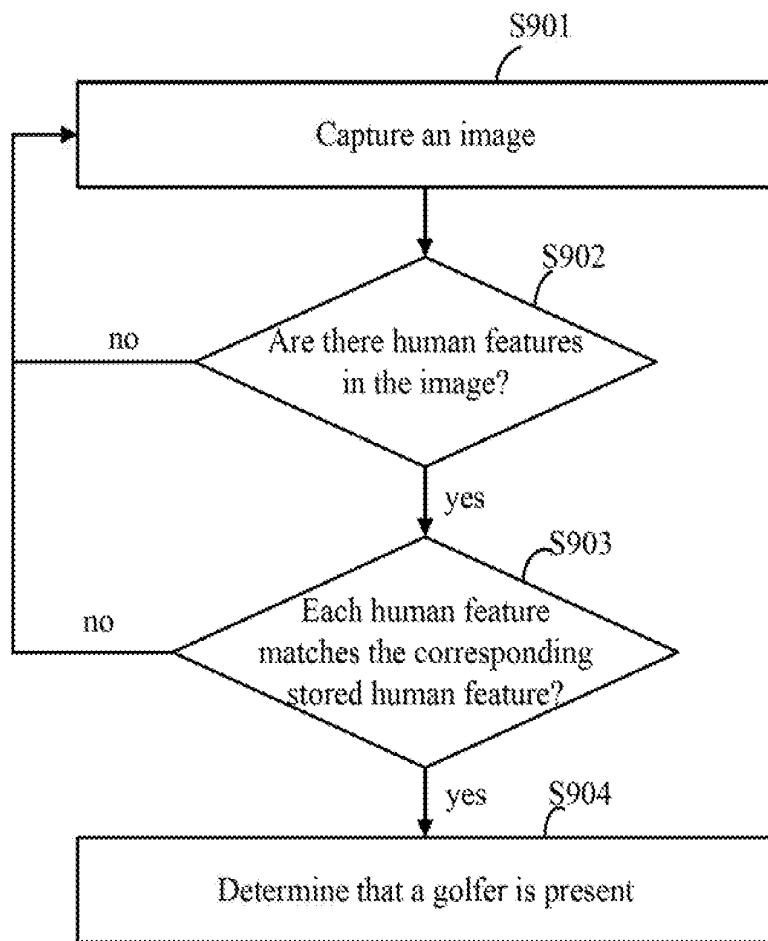 S901
Capture an image
S902
Are there human features
in the image?
no
yes
S903
Each human feature
matches the corresponding
stored human feature?
no
yes
S904
Determine that a golfer is present